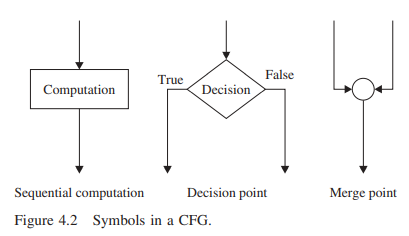 True
False
Computation
Decision
Sequential computation
Decision point
Merge point
Figure 4.2 Symbols in a CFG.